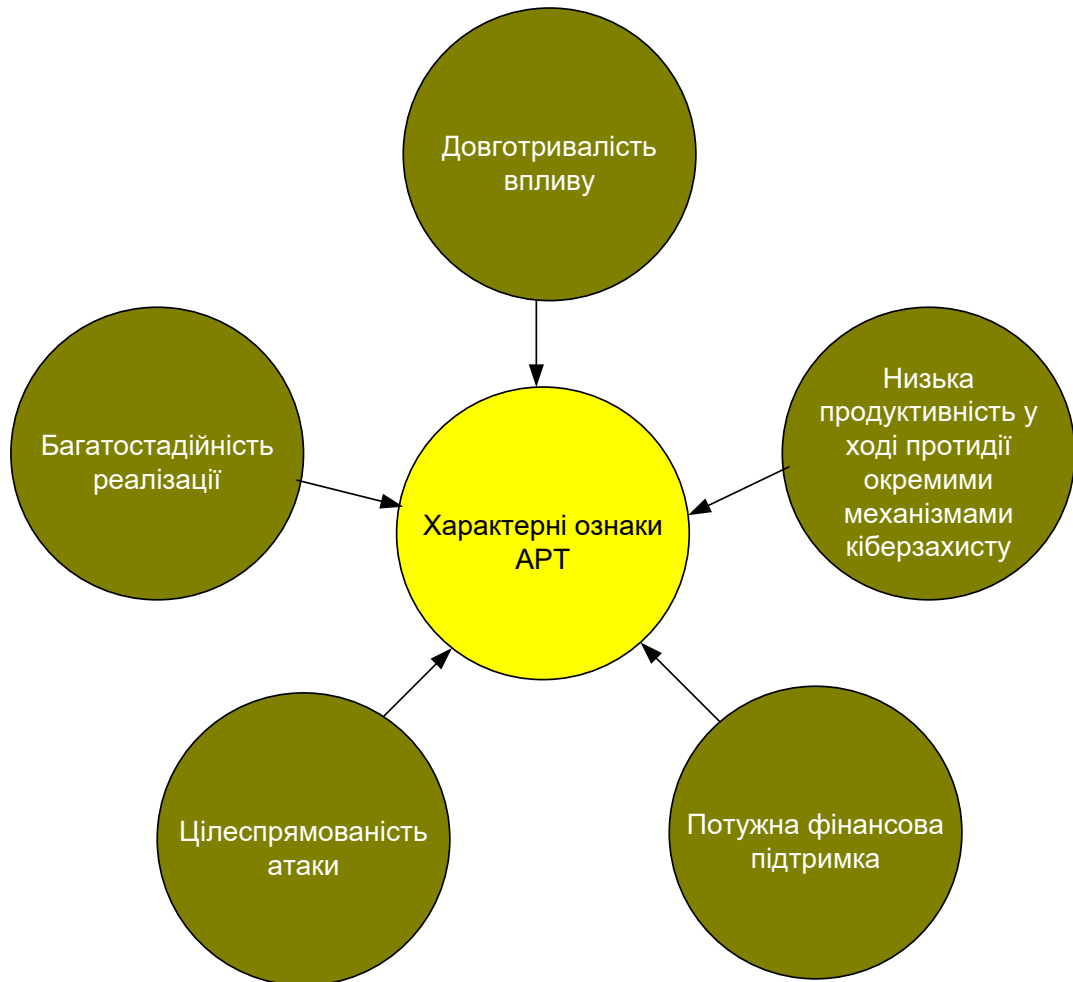 Довготривалість
впливу
Багатостадійність
реалізації
Низька
продуктивність у
ході протидії
окремими
механізмами
кіберзахисту
Характерні ознаки
APT
Цілеспрямованість
атаки
Потужна фінансова
підтримка